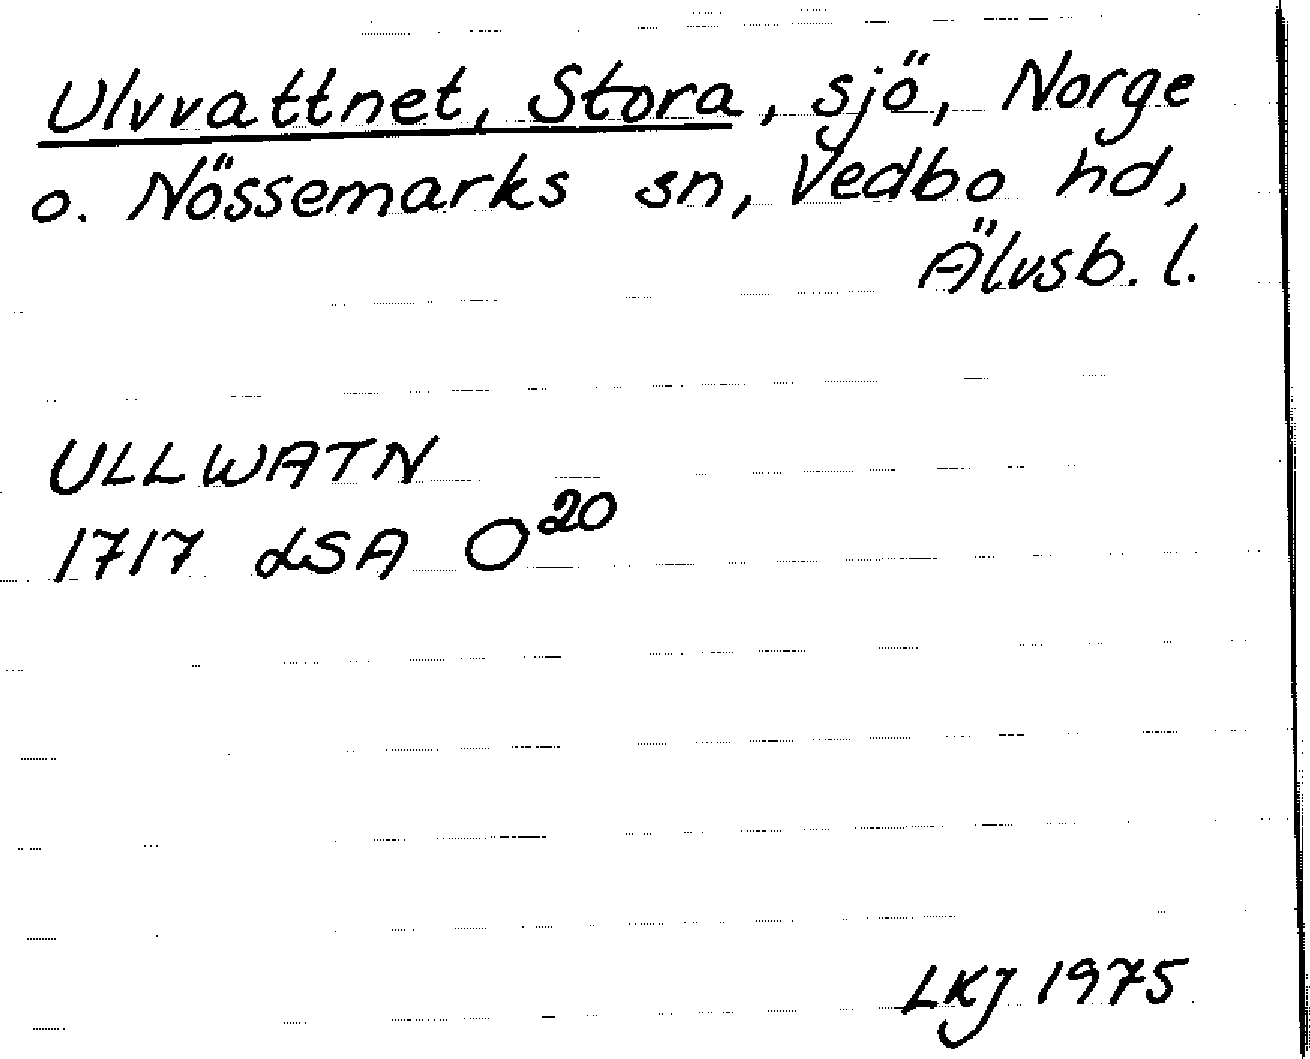 Ulvvattnet, Stora, sjö, Norge
o. Nössemarks sn, Vedbo hd,
Älvsb. l.
ULLWATN
1717 LSA O20
LKJ 1975